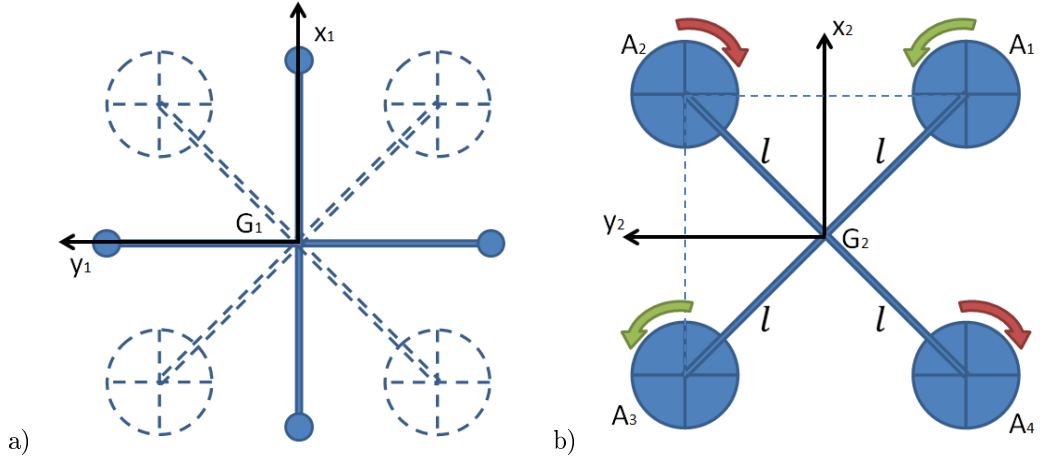 x₁
G₁
y₁
a)
A₂
x₂
A₁
l
l
y₂
G₂
l
l
A₃
A₄
b)